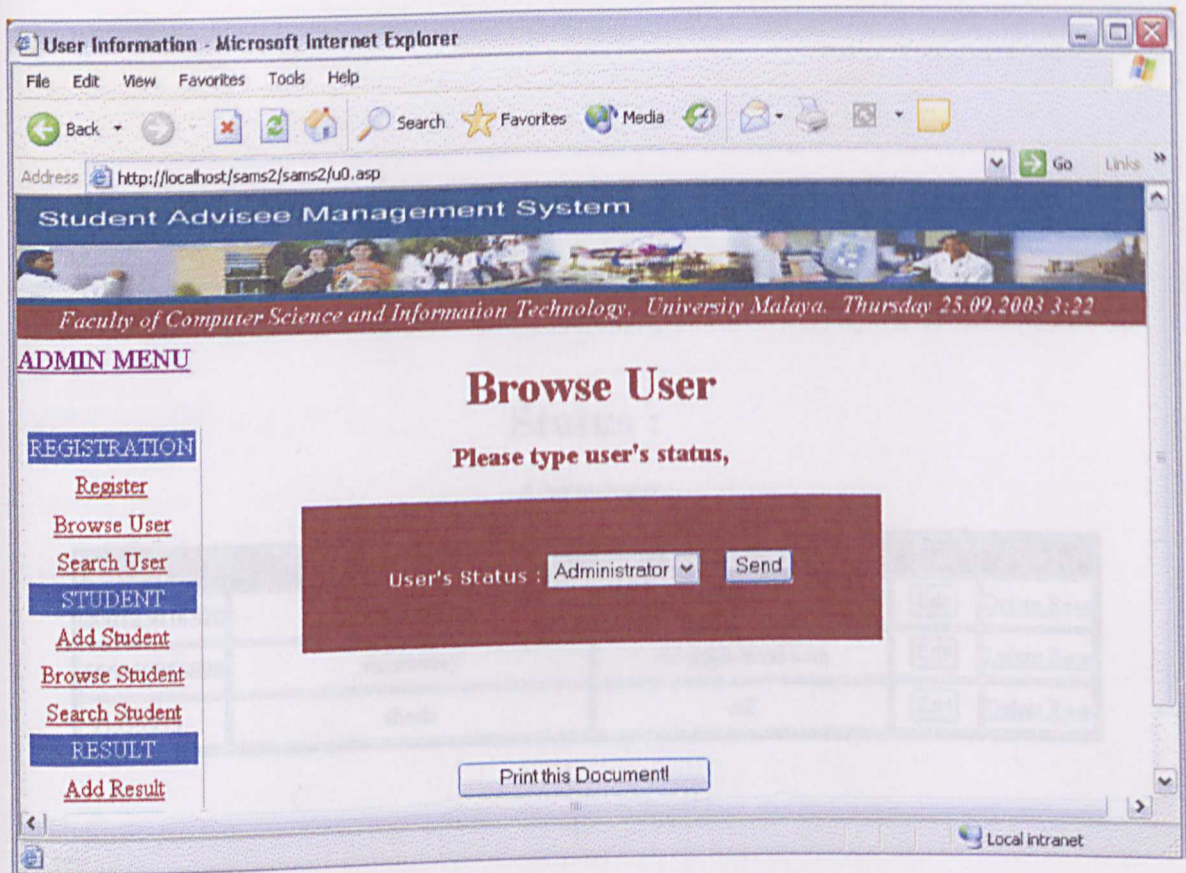 User Information - Microsoft Internet Explorer
File Edit View Favorites Tools Help
Back Search Favorites Media
Address http://localhost/sams2/sams2/u0.asp Go Links »
Student Advisee Management System
Faculty of Computer Science and Information Technology, University Malaya. Thursday 25.09.2003 3:22
ADMIN MENU
Browse User
Please type user's status,
REGISTRATION
Register
Browse User
Search User
STUDENT
Add Student
Browse Student
Search Student
RESULT
Add Result
User's Status : Administrator Send
Print this Document!
Local intranet